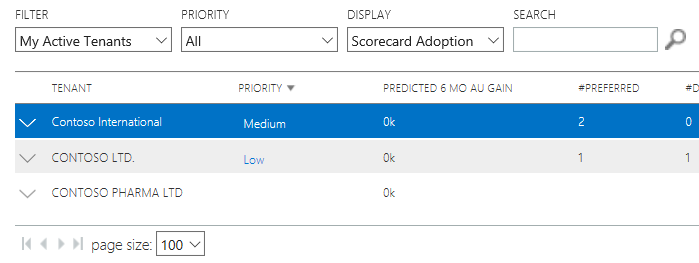 FILTER PRIORITY DISPLAY SEARCH
My Active Tenants All Scorecard Adoption
TENANT PRIORITY PREDICTED 6 MO AU GAIN #PREFERRED #D
Contoso International Medium 0k 2 0
CONTOSO LTD. Low 0k 1 1
CONTOSO PHARMA LTD 0k
page size: 100